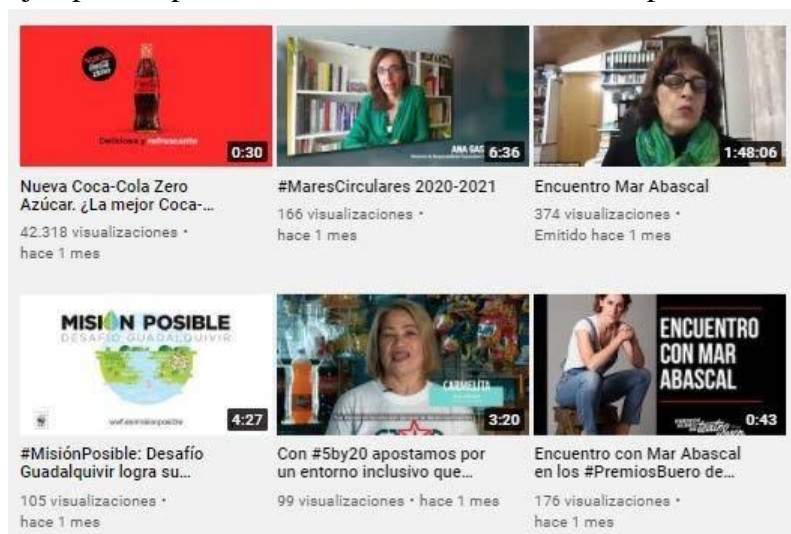 0:30
ANA GAS
6:36
1:48:06
Nueva Coca-Cola Zero
Azúcar. ¿La mejor Coca-...
42.318 visualizaciones •
hace 1 mes
#MaresCirculares 2020-2021
166 visualizaciones •
hace 1 mes
Encuentro Mar Abascal
374 visualizaciones •
Emitido hace 1 mes
MISIÓN POSIBLE
DESAFÍO GUADALQUIVIR
4:27
CARMELITA
3:20
ENCUENTRO
CON MAR
ABASCAL
0:43
#MisiónPosible: Desafío
Guadalquivir logra su...
105 visualizaciones •
hace 1 mes
Con #5by20 apostamos por
un entorno inclusivo que...
99 visualizaciones • hace 1 mes
Encuentro con Mar Abascal
en los #PremiosBuero de...
176 visualizaciones •
hace 1 mes